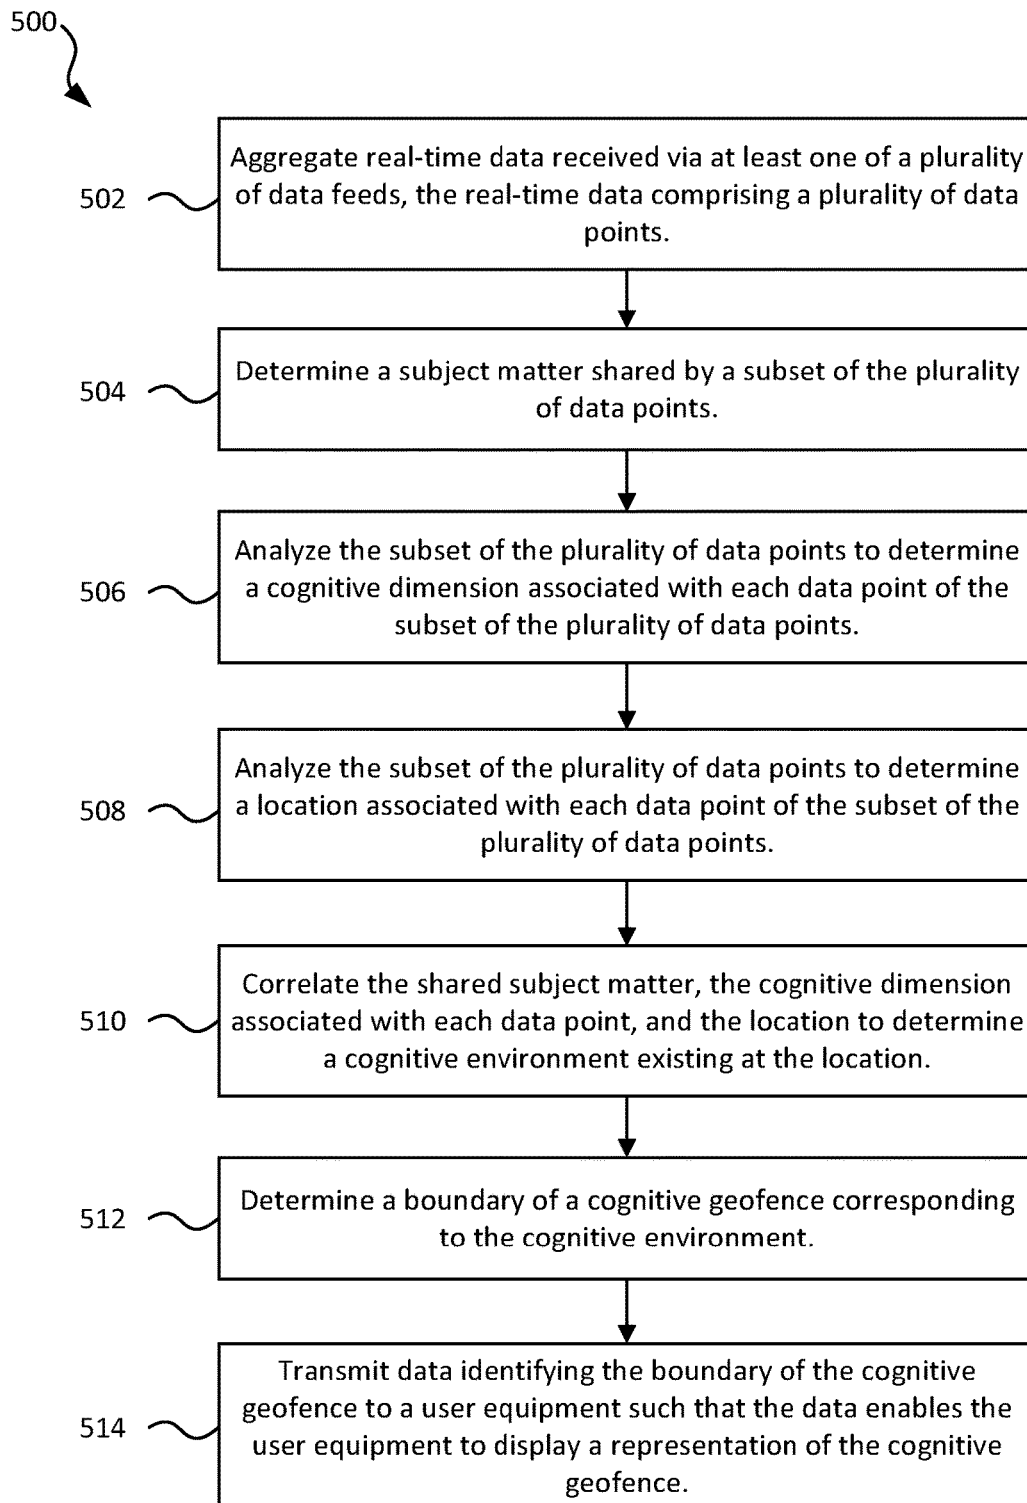 500
Aggregate real-time data received via at least one of a plurality
of data feeds, the real-time data comprising a plurality of data
points.
502
Determine a subject matter shared by a subset of the plurality
of data points.
504
Analyze the subset of the plurality of data points to determine
a cognitive dimension associated with each data point of the
subset of the plurality of data points.
506
Analyze the subset of the plurality of data points to determine
a location associated with each data point of the subset of the
plurality of data points.
508
Correlate the shared subject matter, the cognitive dimension
associated with each data point, and the location to determine
a cognitive environment existing at the location.
510
Determine a boundary of a cognitive geofence corresponding
to the cognitive environment.
512
Transmit data identifying the boundary of the cognitive
geofence to a user equipment such that the data enables the
user equipment to display a representation of the cognitive
geofence.
514